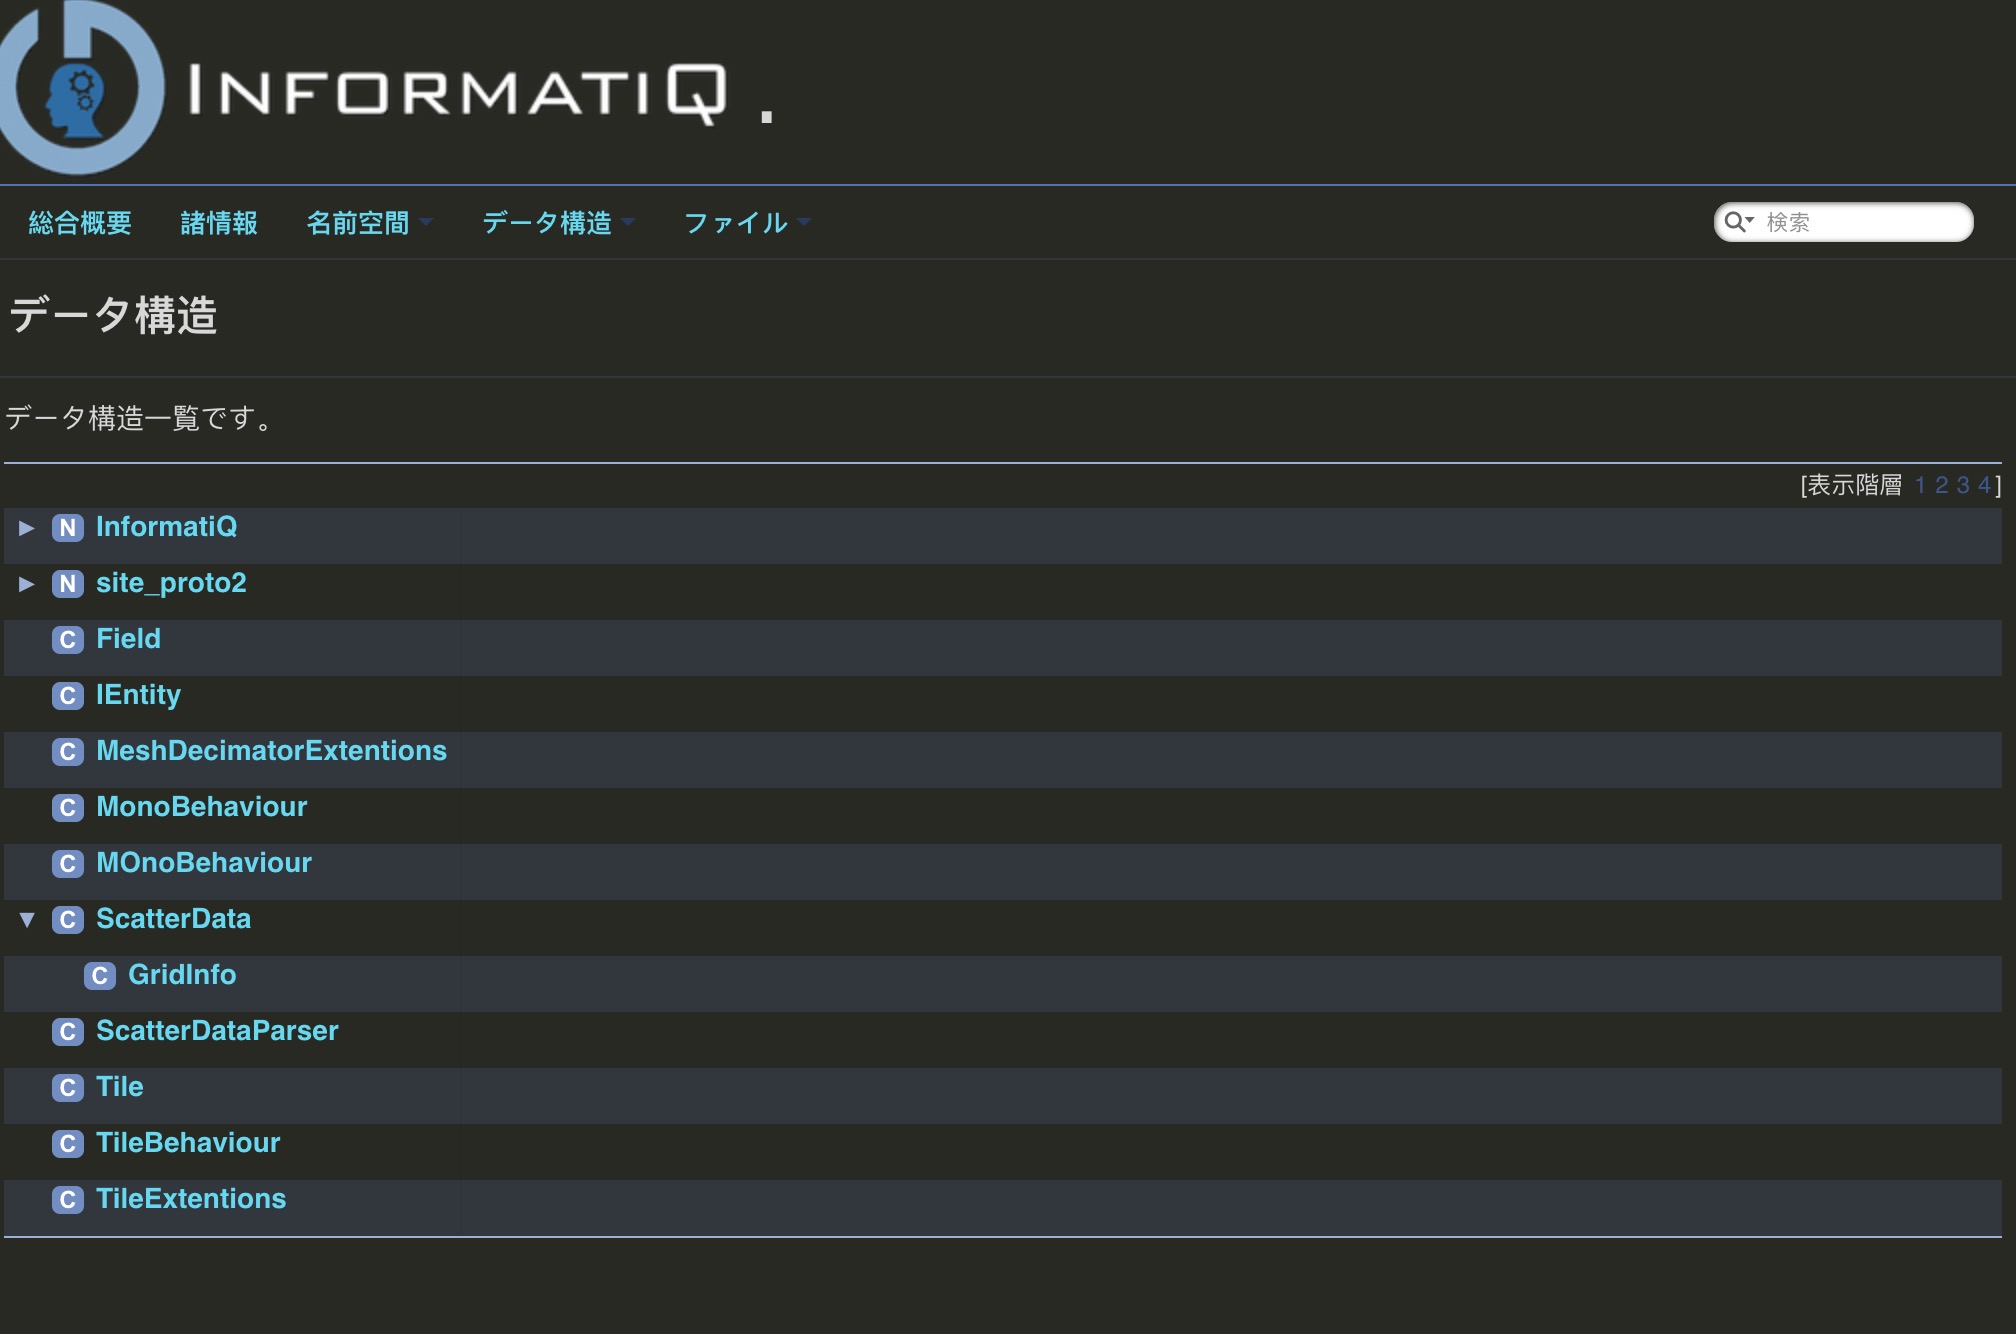 INFORMATIQ .
総合概要 諸情報 名前空間 データ構造 ファイル 検索
データ構造
データ構造一覧です。
[表示階層 1 2 3 4]
N InformatiQ
N site_proto2
C Field
C IEntity
C MeshDecimatorExtentions
C MonoBehaviour
C MOnoBehaviour
C ScatterData
C GridInfo
C ScatterDataParser
C Tile
C TileBehaviour
C TileExtentions